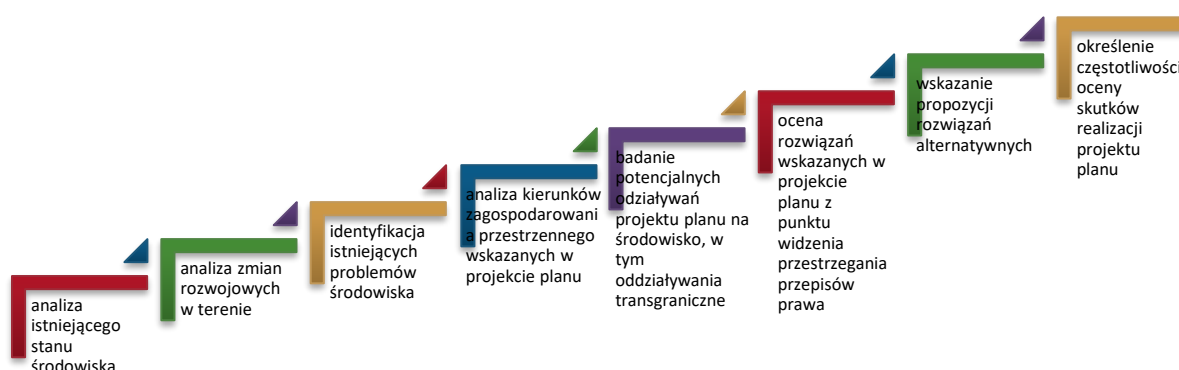 analiza
istniejącego
stanu
środowiska
analiza zmian
rozwojowych
w terenie
identyfikacja
istniejących
problemów
środowiska
analiza kierunków
zagospodarowani
a przestrzennego
wskazanych w
projekcie planu
badanie
potencjalnych
odziaływań
projektu planu na
środowisko, w
tym
oddziaływania
transgraniczne
ocena
rozwiązań
wskazanych w
projekcie
planu z
punktu
widzenia
przestrzegania
przepisów
prawa
wskazanie
propozycji
rozwiązań
alternatywnych
określenie
częstotliwości
oceny
skutków
realizacji
projektu
planu